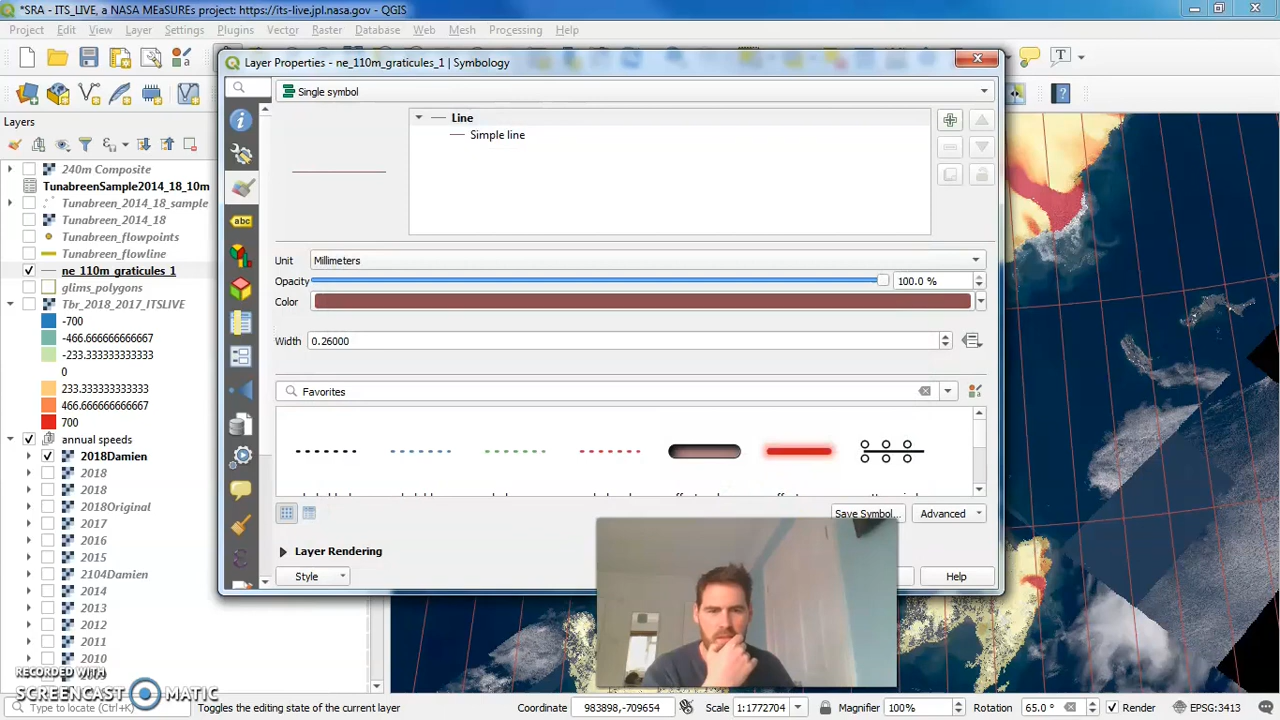 *SRA - ITS_LIVE, a NASA MEaSUREs project: https://its-live.jpl.nasa.gov - QGIS
Project Edit View Layer Settings Plugins Vector Raster Database Web Mesh Processing Help
Layer Properties - ne_110m_graticules_1 | Symbology
Single symbol
Line
Simple line
Unit Millimeters
Opacity 100.0 %
Color
Width 0.26000
Favorites
Save Symbol... Advanced
Layer Rendering
Style Help
Layers
240m Composite
TunabreenSample2014_18_10m
Tunabreen_2014_18_sample
Tunabreen_2014_18
Tunabreen_flowpoints
Tunabreen_flowline
ne_110m_graticules_1
glims_polygons
Tbr_2018_2017_ITSLIVE
-700
-466.666666666667
-233.333333333333
0
233.333333333333
466.666666666667
700
annual speeds
2018Damien
2018
2018
2018Original
2017
2016
2015
2104Damien
2014
2013
2012
2011
2010
RECORDED WITH
SCREENCAST MATIC
Type to locate (Ctrl+K) Toggles the editing state of the current layer Coordinate 983898,-709654 Scale 1:1772704 Magnifier 100% Rotation 65.0 ° Render EPSG:3413
abc
T